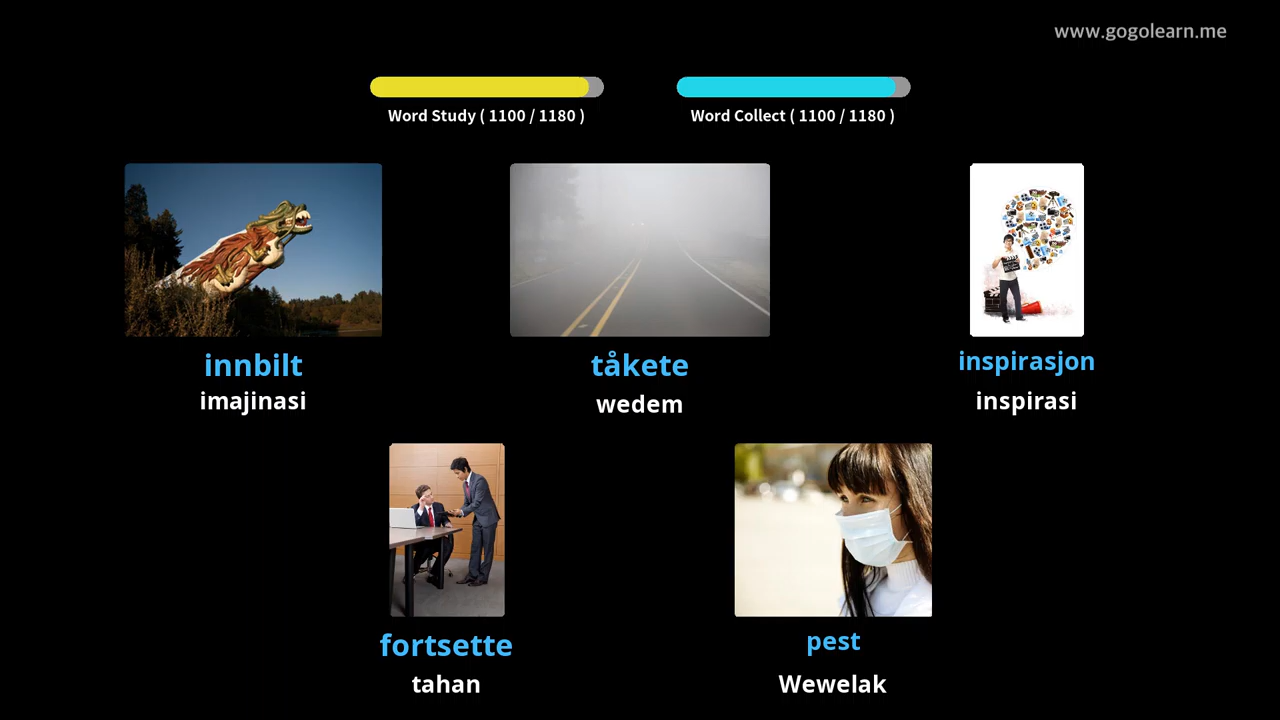 www.gogolearn.me
Word Study ( 1100 / 1180 )
Word Collect ( 1100 / 1180 )
innbilt
imajinasi
tåkete
wedem
inspirasjon
inspirasi
fortsette
tahan
pest
Wewelak